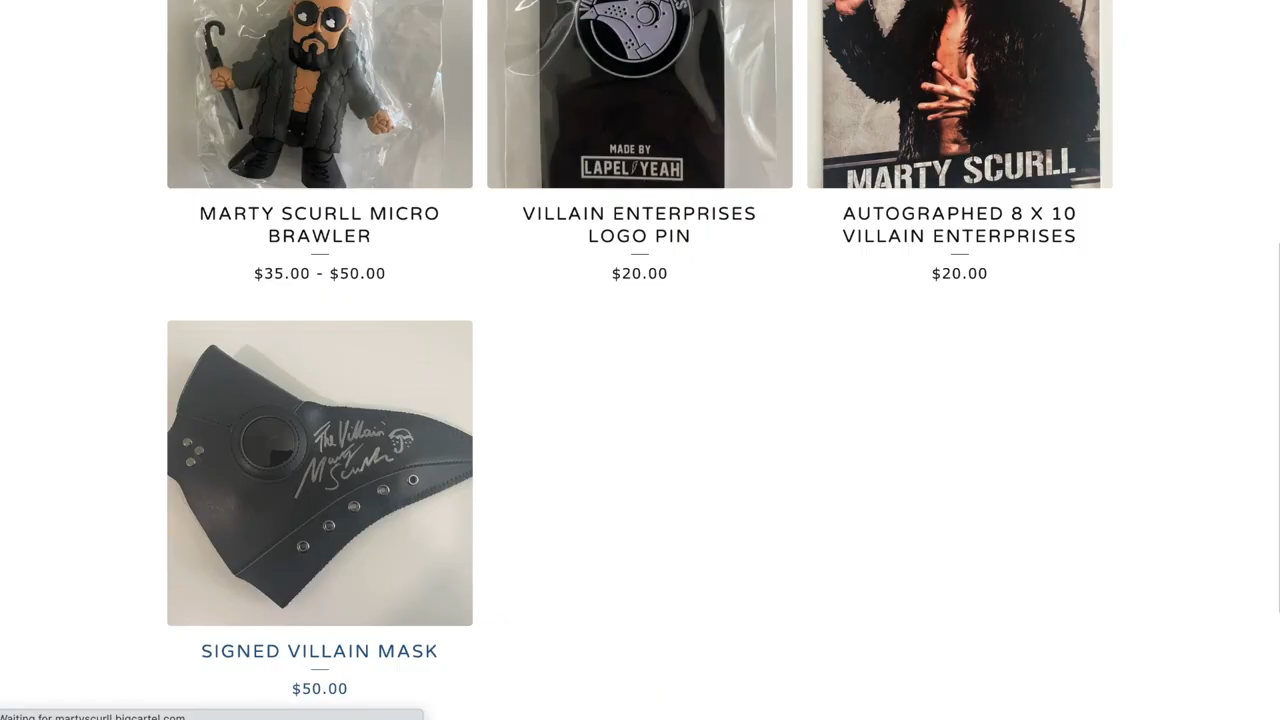 MADE BY
LAPEL YEAH
MARTY SCURLL
MARTY SCURLL MICRO
BRAWLER
$35.00 - $50.00
VILLAIN ENTERPRISES
LOGO PIN
$20.00
AUTOGRAPHED 8 X 10
VILLAIN ENTERPRISES
$20.00
The Villain
Marty
Scurll
SIGNED VILLAIN MASK
$50.00
Waiting for martyscurll.bigcartel.com